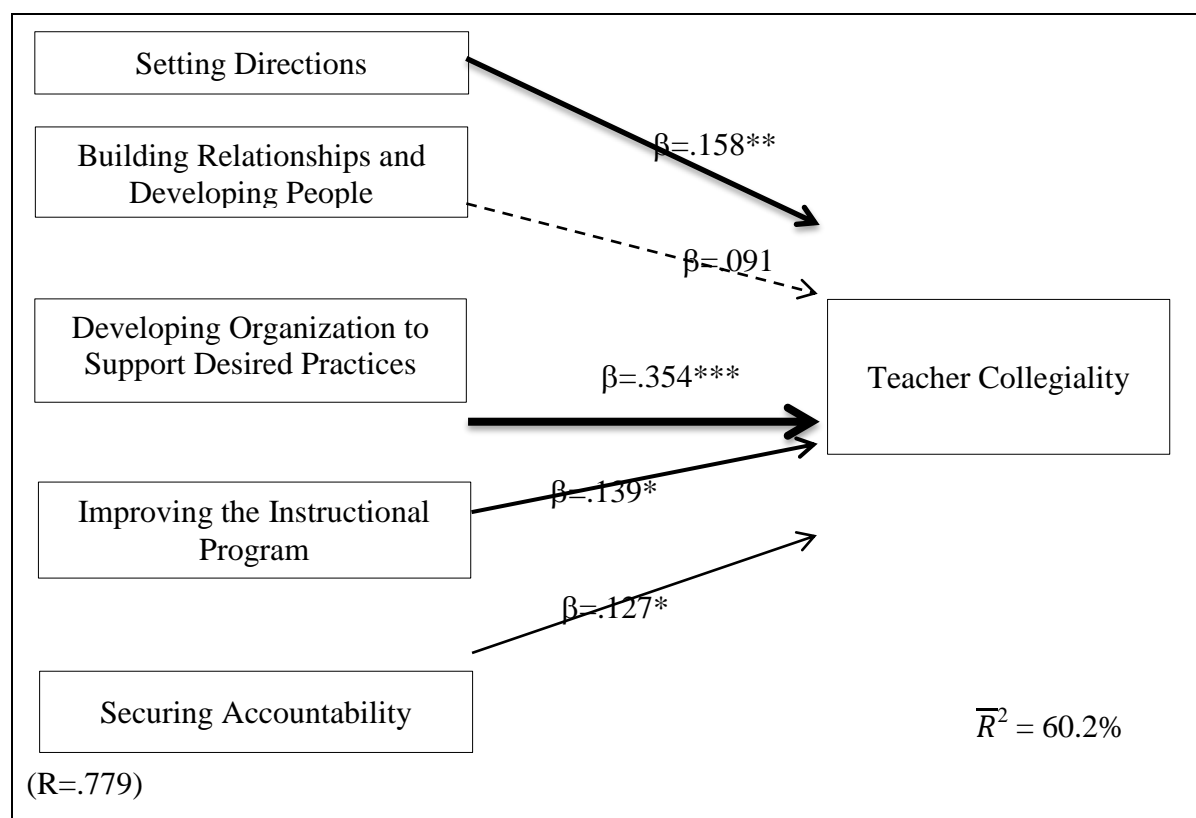 Setting Directions
β=.158**
Building Relationships and
Developing People
β=.091
Developing Organization to
Support Desired Practices
β=.354***
Teacher Collegiality
Improving the Instructional
Program
β=.139*
β=.127*
Securing Accountability
R̅² = 60.2%
(R=.779)